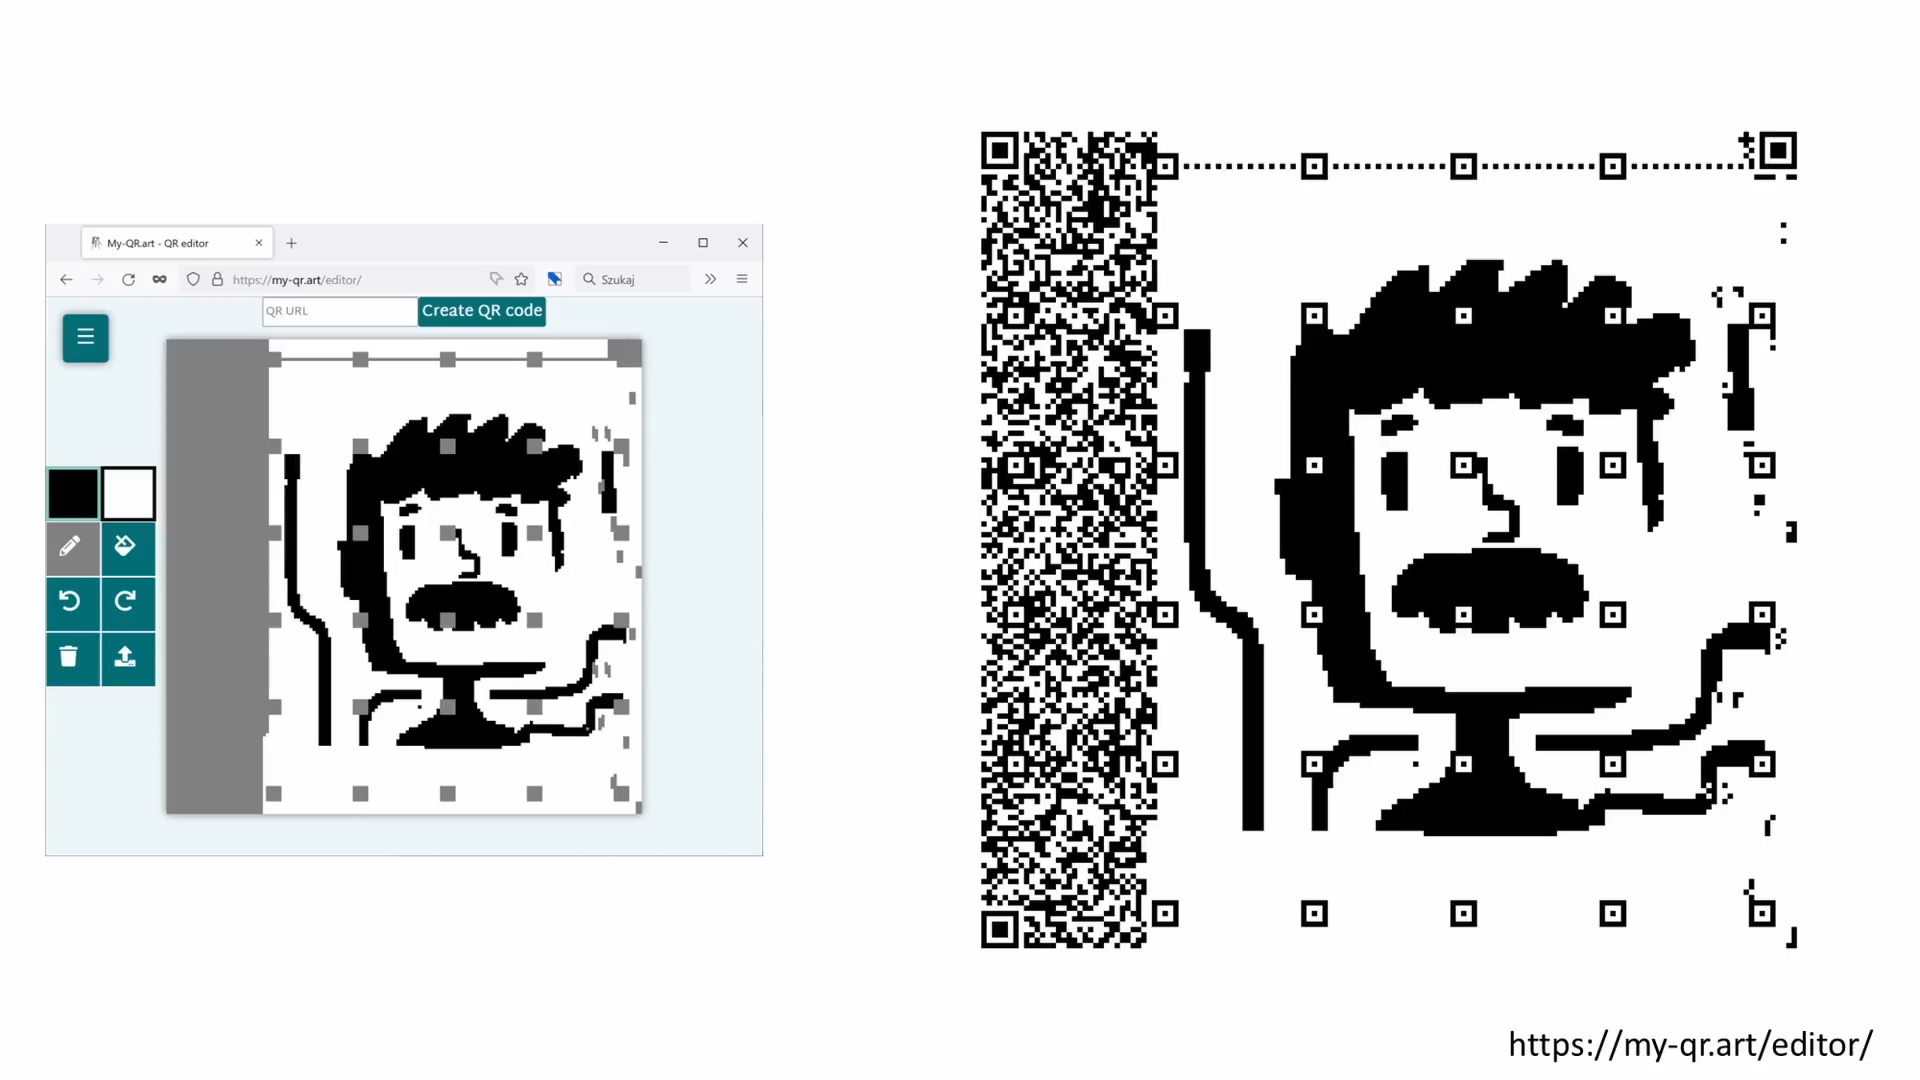 My-QR.art - QR editor
https://my-qr.art/editor/
Szukaj
QR URL
Create QR code
https://my-qr.art/editor/